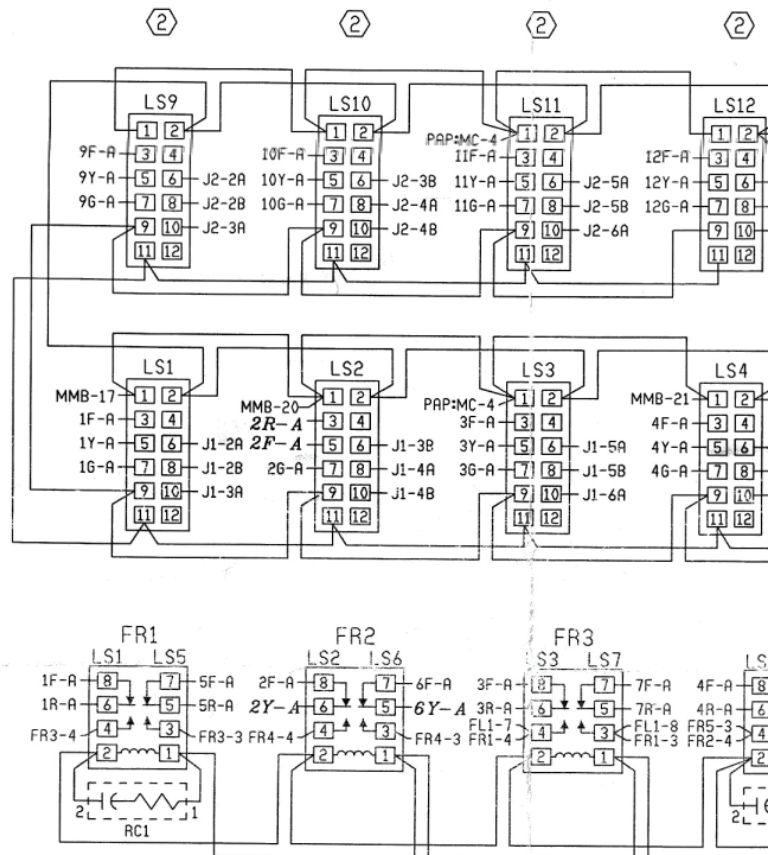 2 2 2 2
LS9 LS10 LS11 LS12
1 2 1 2 PAP:MC-4 1 2 1 2
9F-A 3 4 10F-A 3 4 11F-A 3 4 12F-A 3 4
9Y-A 5 6 J2-2A 10Y-A 5 6 J2-3B 11Y-A 5 6 J2-5A 12Y-A 5 6
9G-A 7 8 J2-2B 10G-A 7 8 J2-4A 11G-A 7 8 J2-5B 12G-A 7 8
9 10 J2-3A 9 10 J2-4B 9 10 J2-6A 9 10
11 12 11 12 11 12 11 12
LS1 LS2 LS3 LS4
MMB-17 1 2 MMB-20 1 2 PAP:MC-4 1 2 MMB-21 1 2
1F-A 3 4 2R-A 3 4 3F-A 3 4 4F-A 3 4
1Y-A 5 6 J1-2A 2F-A 5 6 J1-3B 3Y-A 5 6 J1-5A 4Y-A 5 6
1G-A 7 8 J1-2B 2G-A 7 8 J1-4A 3G-A 7 8 J1-5B 4G-A 7 8
9 10 J1-3A 9 10 J1-4B 9 10 J1-6A 9 10
11 12 11 12 11 12 11 12
FR1 FR2 FR3
LS1 LS5 LS2 LS6 LS3 LS7 LS
1F-A 8 7 5F-A 2F-A 8 7 6F-A 3F-A 8 7 7F-A 4F-A 8
1R-A 6 5 5R-A 2Y-A 6 5 6Y-A 3R-A 6 5 7R-A 4R-A 6
FL1-7 FL1-8 FR5-3
FR3-4 4 3 FR3-3 FR4-4 4 3 FR4-3 FR1-4 4 3 FR1-3 FR2-4 4
2 1 2 1 2 1 2
2 1 2
RC1